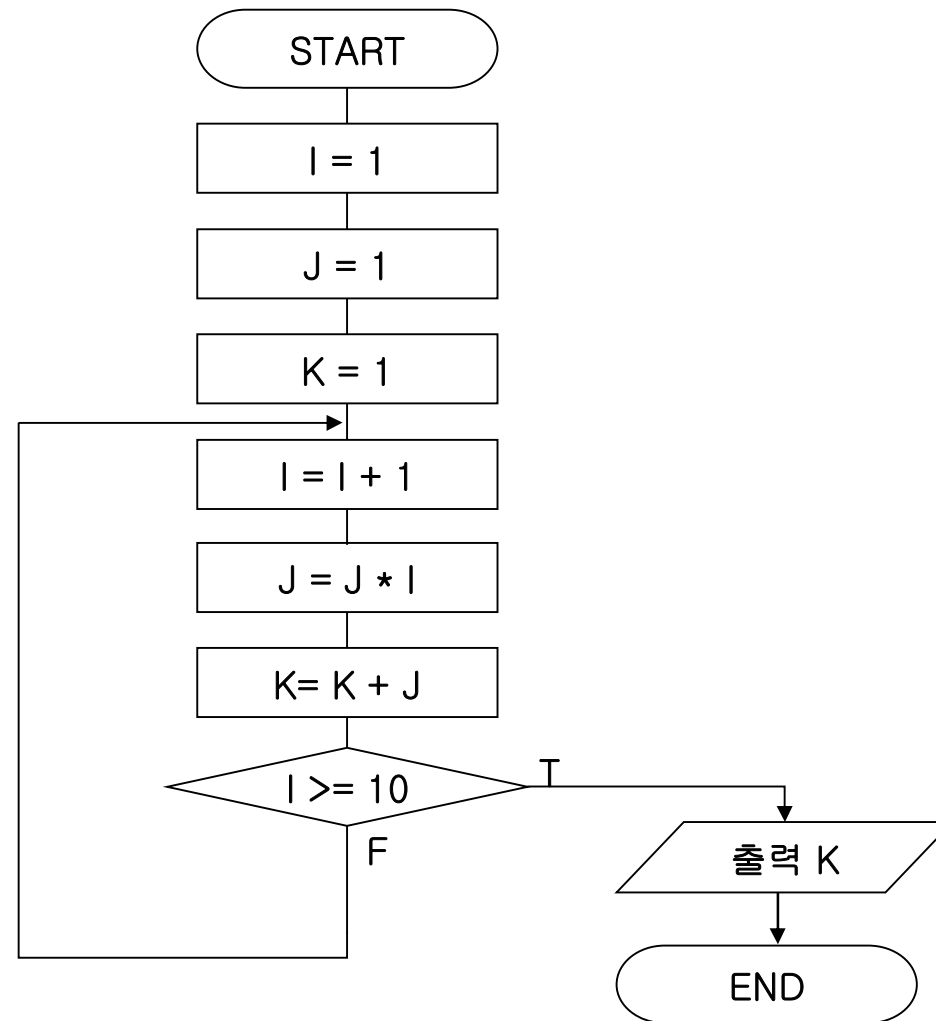 START
I = 1
J = 1
K = 1
I = I + 1
J = J * I
K= K + J
I >= 10
T
F
출력 K
END